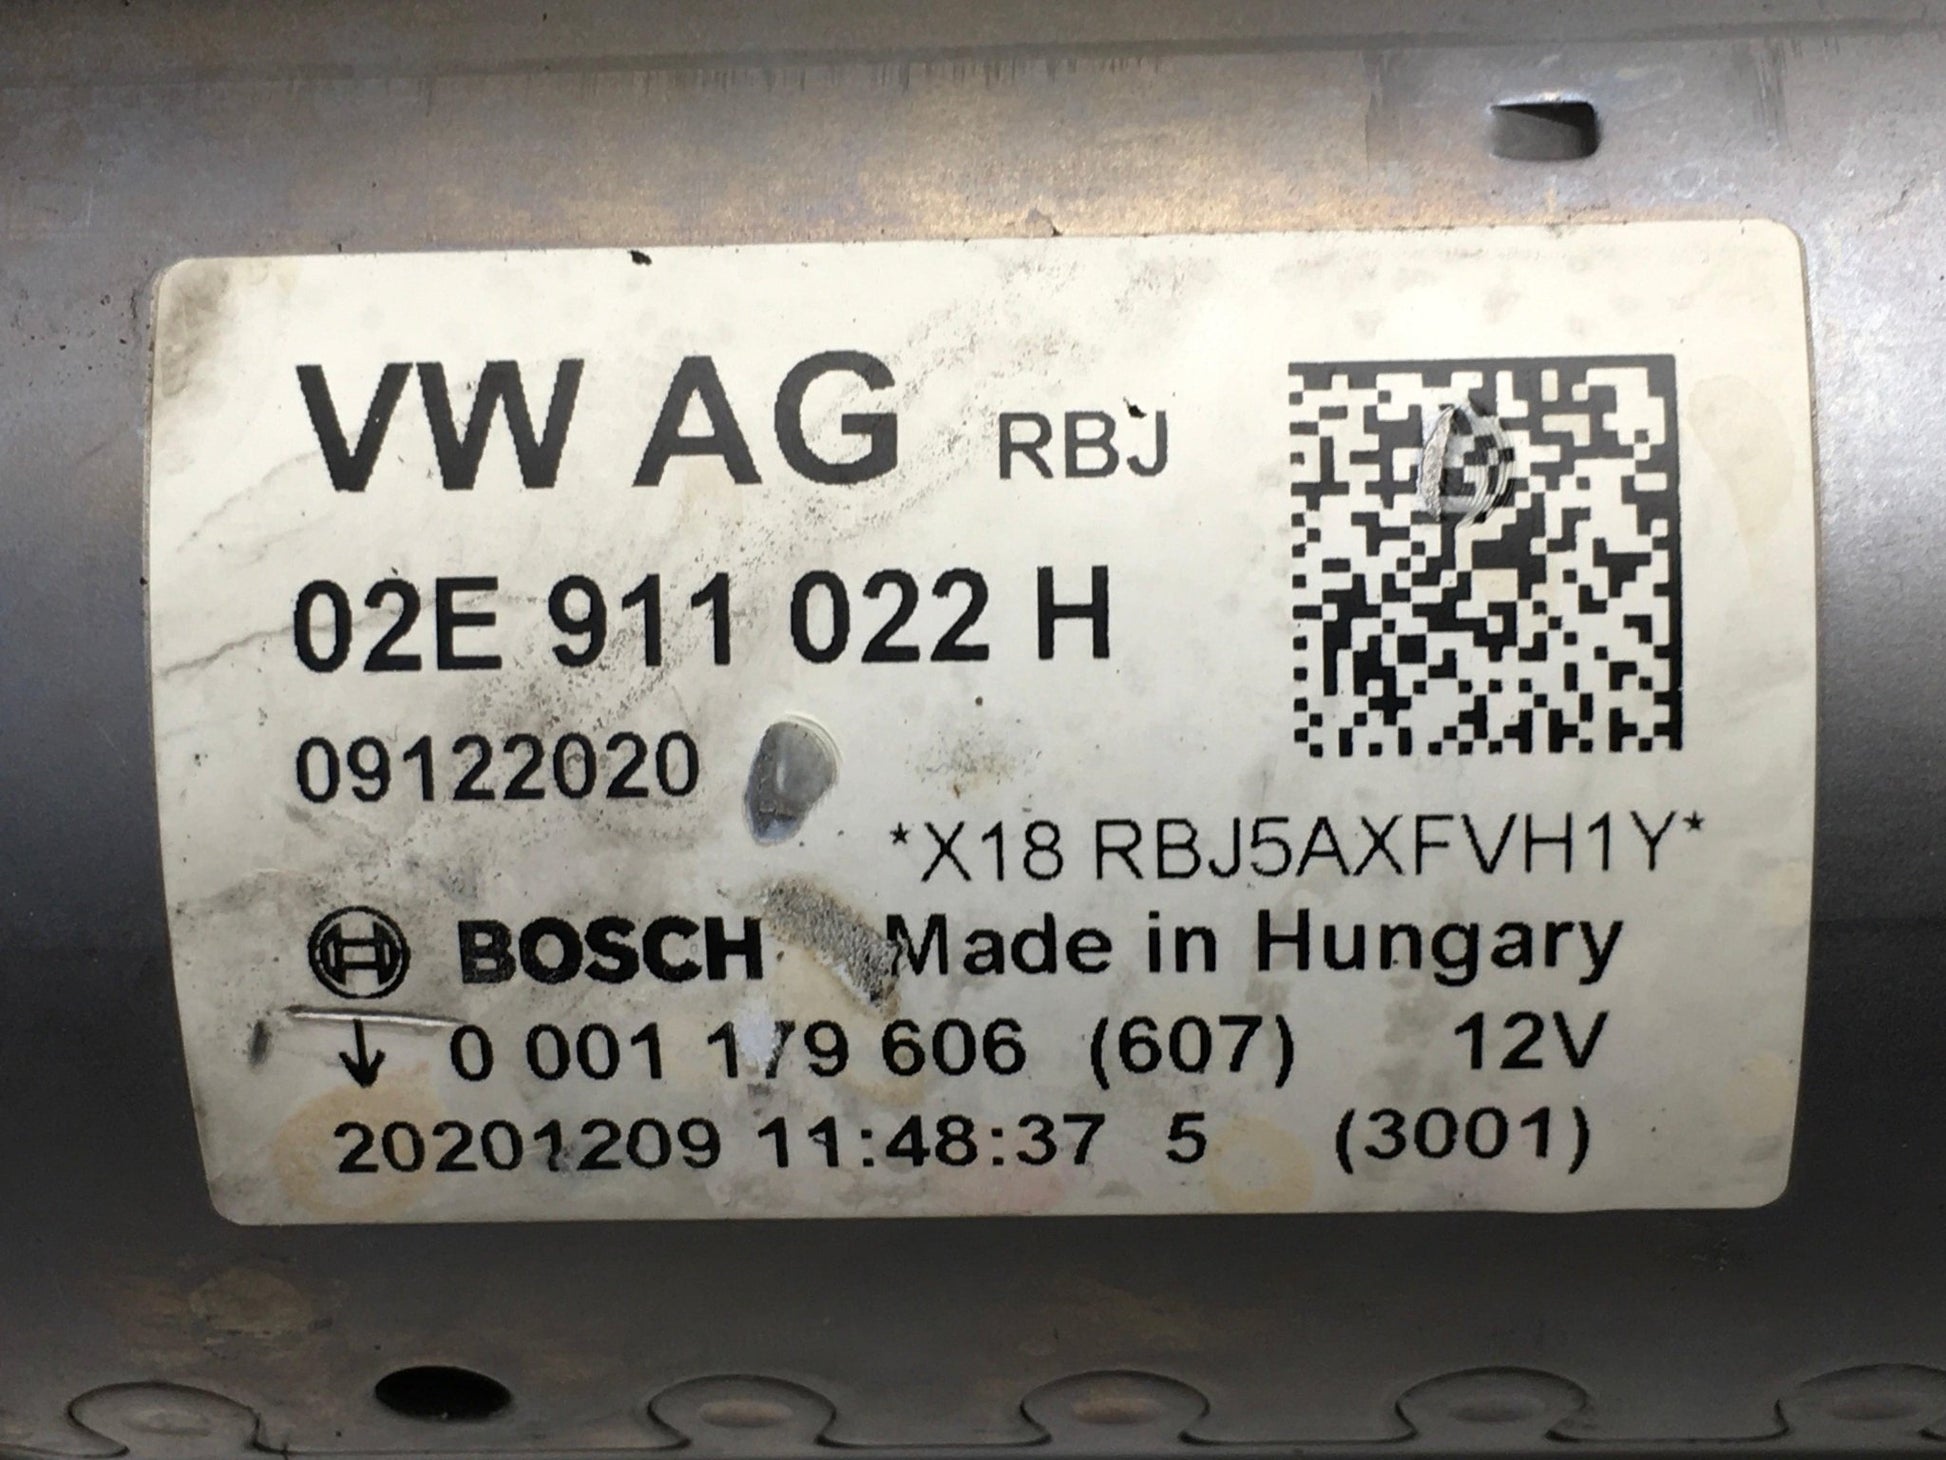 VW AG RBJ
02E 911 022 H
09122020
*X18 RBJ5AXFVH1Y*
BOSCH Made in Hungary
↓ 0 001 179 606 (607) 12V
20201209 11:48:37 5 (3001)